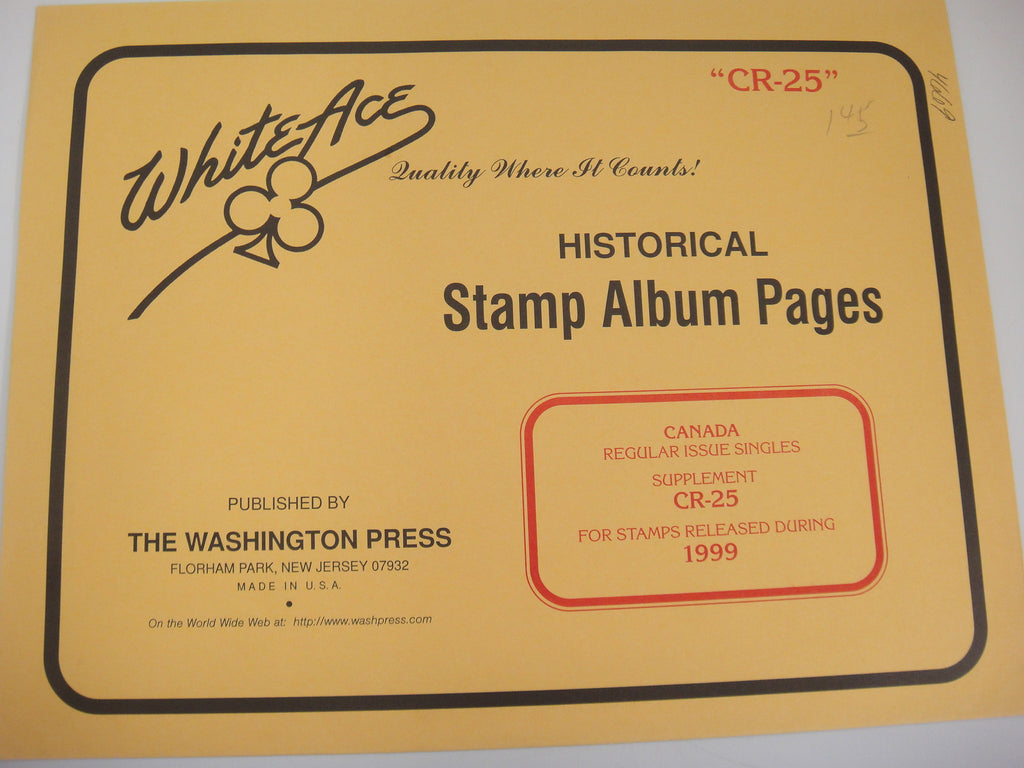 WhiteAce
Quality Where It Counts!
"CR-25"
145
HISTORICAL
Stamp Album Pages
CANADA
REGULAR ISSUE SINGLES
SUPPLEMENT
CR-25
FOR STAMPS RELEASED DURING
1999
PUBLISHED BY
THE WASHINGTON PRESS
FLORHAM PARK, NEW JERSEY 07932
MADE IN U.S.A.
•
On the World Wide Web at: http://www.washpress.com